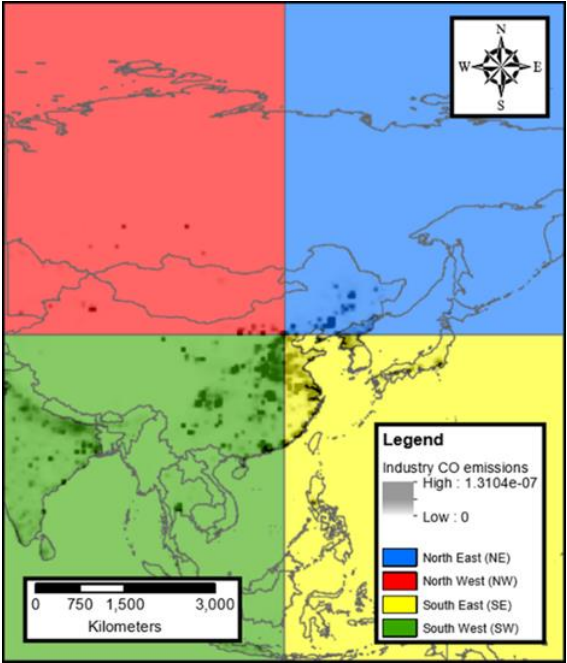 N
W E
S
Legend
Industry CO emissions
High : 1.3104e-07
Low : 0
North East (NE)
North West (NW)
South East (SE)
South West (SW)
0 750 1,500 3,000
Kilometers